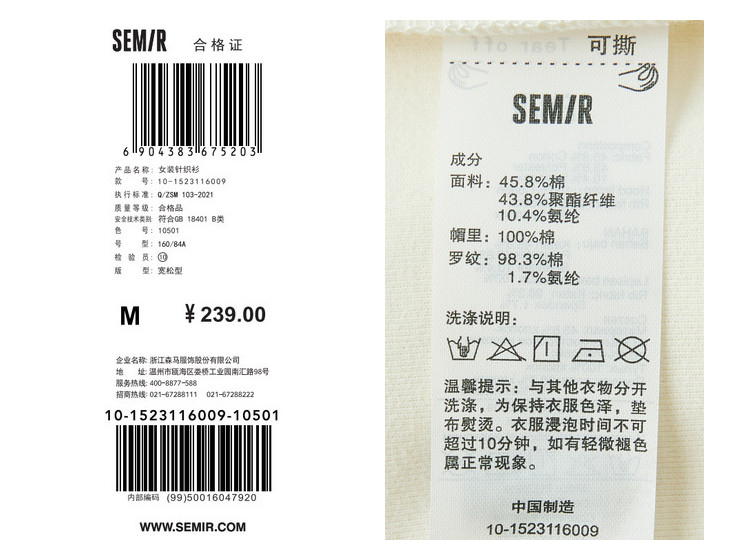 SEMIR 合格证
6 904383 675203
产品名称: 女装针织衫
款 号: 10-1523116009
执行标准: Q/ZSM 103-2021
质量等级: 合格品
安全技术类别 符合GB 18401 B类
色 号: 10501
号 型: 160/84A
检 验 员: ⑩
版 型: 宽松型
M ¥239.00
企业名称: 浙江森马服饰股份有限公司
地 址: 温州市瓯海区娄桥工业园南汇路98号
服务热线: 400-8877-588
招商热线: 021-67288111 021-67288222
10-1523116009-10501
内部编码 (99)50016047920
WWW.SEMIR.COM
Tear off 可撕
SEMIR
成分
面料: 45.8%棉
43.8%聚酯纤维
10.4%氨纶
帽里: 100%棉
罗纹: 98.3%棉
1.7%氨纶
洗涤说明:
温馨提示: 与其他衣物分开
洗涤，为保持衣服色泽，垫
布熨烫。衣服浸泡时间不可
超过10分钟，如有轻微褪色
属正常现象。
中国制造
10-1523116009